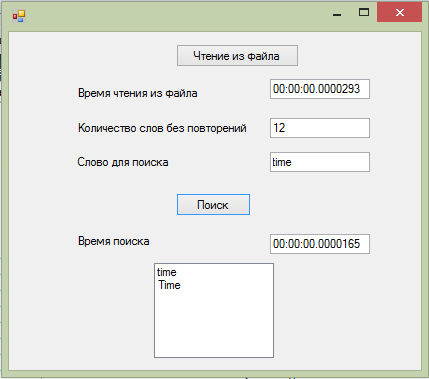 Чтение из файла
Время чтения из файла 00:00:00.0000293
Количество слов без повторений 12
Слово для поиска time
Поиск
Время поиска 00:00:00.0000165
time
Time